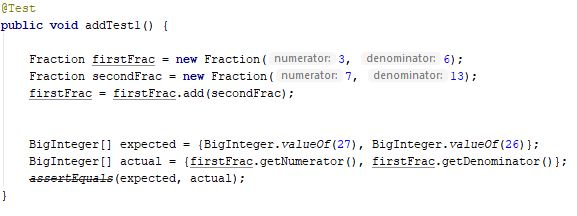 @Test
public void addTest1() {
Fraction firstFrac = new Fraction( numerator: 3, denominator: 6);
Fraction secondFrac = new Fraction( numerator: 7, denominator: 13);
firstFrac = firstFrac.add(secondFrac);
BigInteger[] expected = {BigInteger.valueOf(27), BigInteger.valueOf(26)};
BigInteger[] actual = {firstFrac.getNumerator(), firstFrac.getDenominator()};
assertEquals(expected, actual);
}